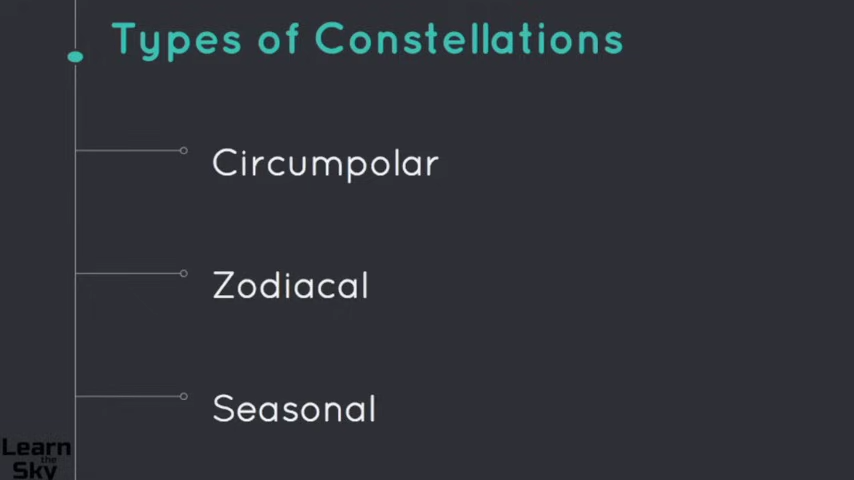 Types of Constellations
Circumpolar
Zodiacal
Seasonal
Learn
the
Sky